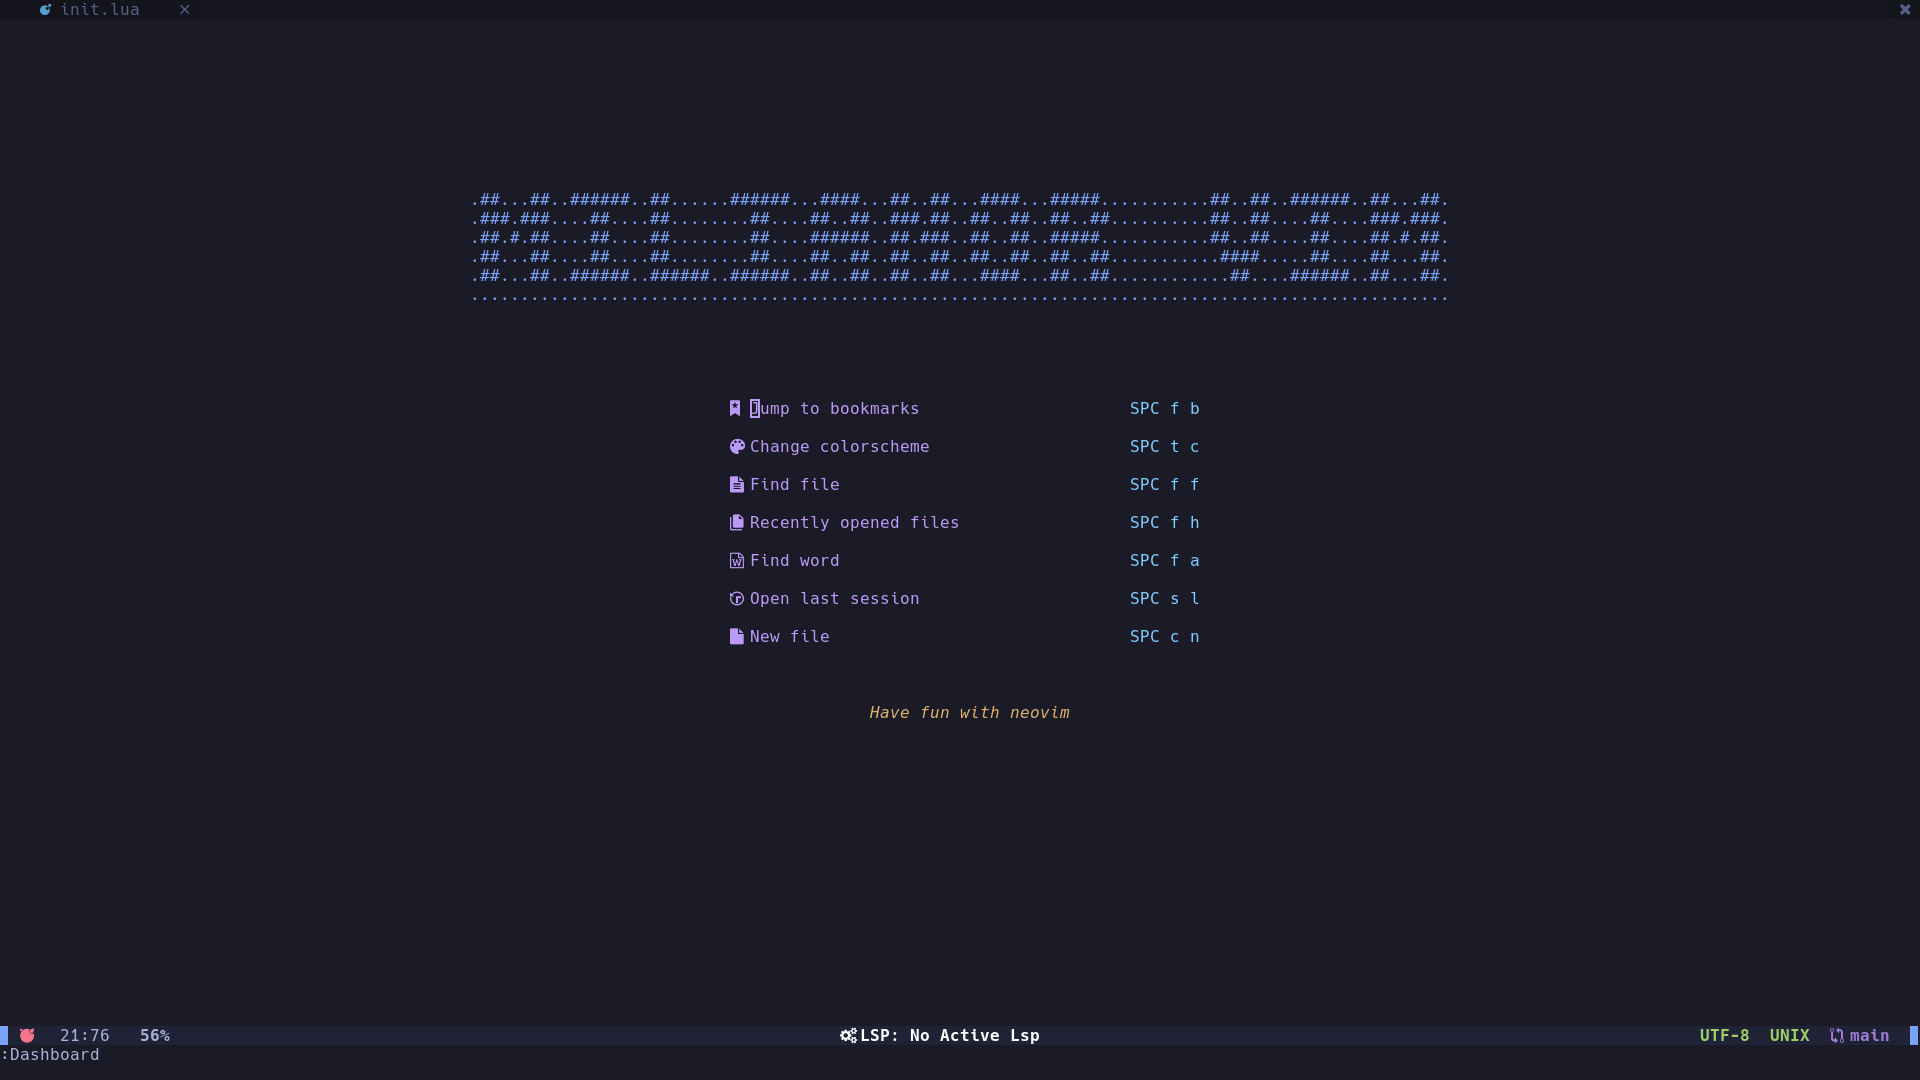 init.lua
.##...##..######..##......######...####...##..##...####...#####...........##..##..######..##...##.
.###.###....##....##........##....##..##..###.##..##..##..##..##..........##..##....##....###.###.
.##.#.##....##....##........##....######..##.###..##..##..#####...........##..##....##....##.#.##.
.##...##....##....##........##....##..##..##..##..##..##..##..##...........####.....##....##...##.
.##...##..######..######..######..##..##..##..##...####...##..##............##....######..##...##.
..................................................................................................
Jump to bookmarks SPC f b
Change colorscheme SPC t c
Find file SPC f f
Recently opened files SPC f h
Find word SPC f a
Open last session SPC s l
New file SPC c n
Have fun with neovim
21:76 56% LSP: No Active Lsp UTF-8 UNIX main
:Dashboard